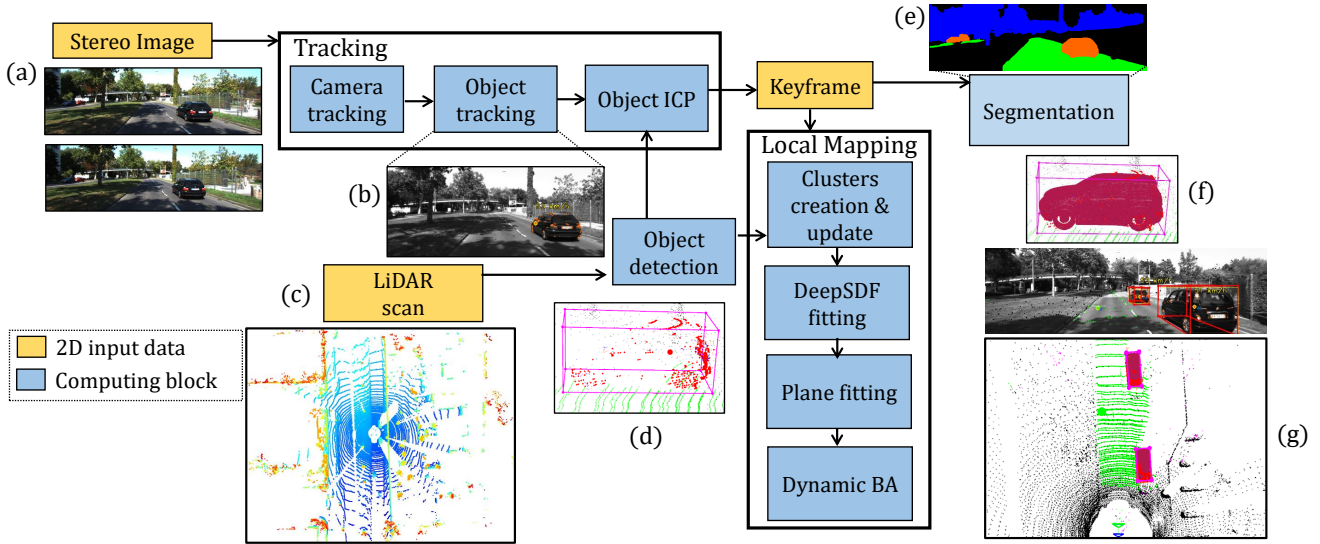 (e)
Stereo Image
Tracking
(a)
Camera
tracking
Object
tracking
Object ICP
Keyframe
Segmentation
Local Mapping
(b)
Clusters
creation &
update
(f)
Object
detection
(c)
LiDAR
scan
DeepSDF
fitting
2D input data
Computing block
Plane fitting
(d)
(g)
Dynamic BA